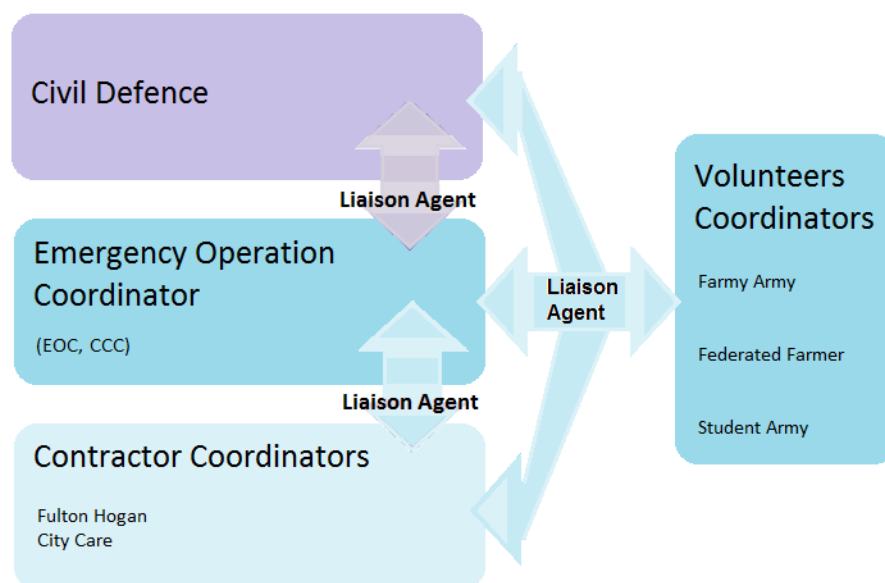 Civil Defence
Liaison Agent
Emergency Operation
Coordinator
(EOC, CCC)
Liaison Agent
Contractor Coordinators
Fulton Hogan
City Care
Liaison
Agent
Volunteers
Coordinators
Farmy Army
Federated Farmer
Student Army